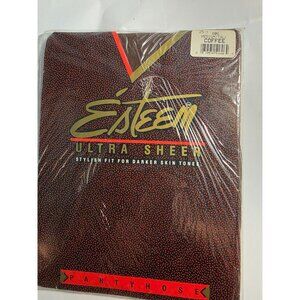 COFFEE
Esteem
ULTRA SHEER
STYLISH FIT FOR DARKER SKIN TONES
PANTYHOSE